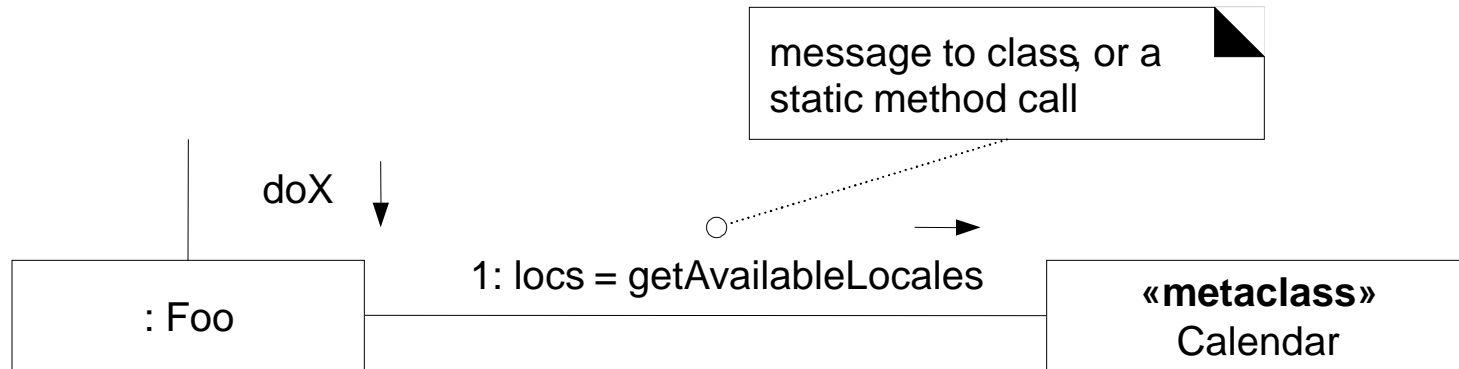 message to class, or a
static method call
doX
1: locs = getAvailableLocales
: Foo
«metaclass»
Calendar